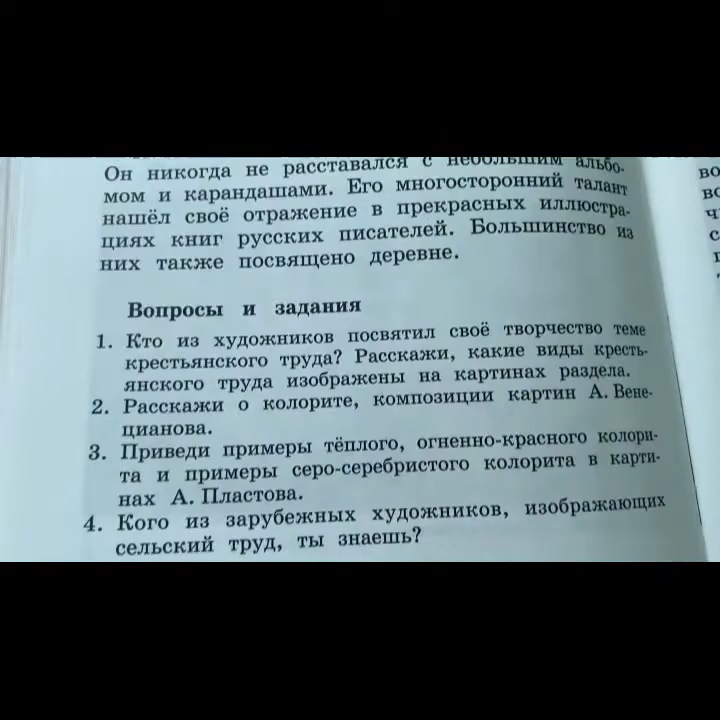 Он никогда не расставался с небольшим альбо-
мом и карандашами. Его многосторонний талант
нашёл своё отражение в прекрасных иллюстра-
циях книг русских писателей. Большинство из
них также посвящено деревне.
Вопросы и задания
1. Кто из художников посвятил своё творчество теме
крестьянского труда? Расскажи, какие виды кресть-
янского труда изображены на картинах раздела.
2. Расскажи о колорите, композиции картин А. Вене-
цианова.
3. Приведи примеры тёплого, огненно-красного колори-
та и примеры серо-серебристого колорита в карти-
нах А. Пластова.
4. Кого из зарубежных художников, изображающих
сельский труд, ты знаешь?